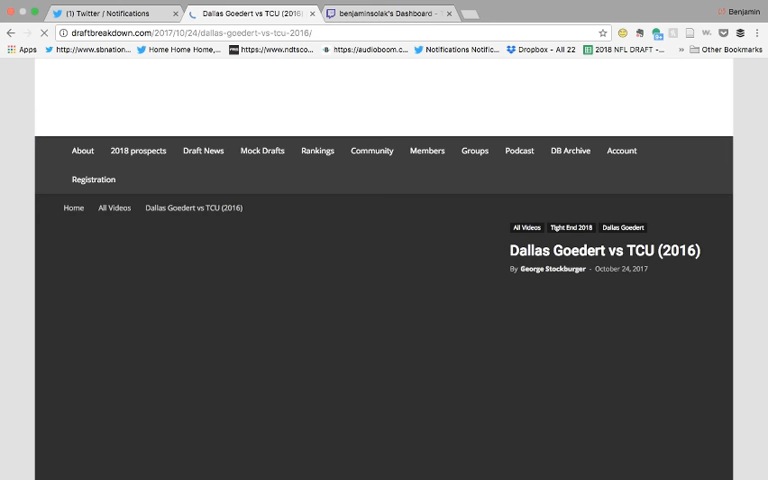 (1) Twitter / Notifications
Dallas Goedert vs TCU (2016)
benjaminsolak's Dashboard -
Benjamin
draftbreakdown.com/2017/10/24/dallas-goedert-vs-tcu-2016/
Apps http://www.sbnation... Home Home Home,... https://www.ndtsco... https://audioboom.c... Notifications Notific... Dropbox - All 22 2018 NFL DRAFT -... » Other Bookmarks
About 2018 prospects Draft News Mock Drafts Rankings Community Members Groups Podcast DB Archive Account
Registration
Home All Videos Dallas Goedert vs TCU (2016)
All Videos Tight End 2018 Dallas Goedert
Dallas Goedert vs TCU (2016)
By George Stockburger - October 24, 2017